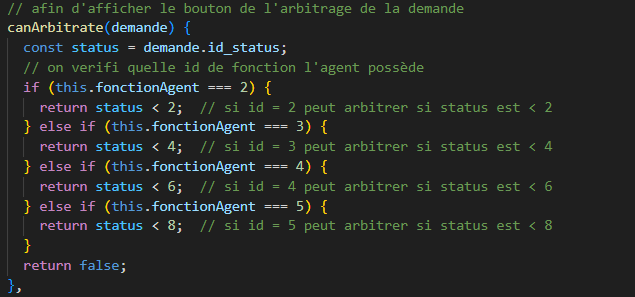 // afin d'afficher le bouton de l'arbitrage de la demande
canArbitrate(demande) {
const status = demande.id_status;
// on verifi quelle id de fonction l'agent possède
if (this.fonctionAgent === 2) {
return status < 2;  // si id = 2 peut arbitrer si status est < 2
} else if (this.fonctionAgent === 3) {
return status < 4;  // si id = 3 peut arbitrer si status est < 4
} else if (this.fonctionAgent === 4) {
return status < 6;  // si id = 4 peut arbitrer si status est < 6
} else if (this.fonctionAgent === 5) {
return status < 8;  // si id = 5 peut arbitrer si status est < 8
}
return false;
},